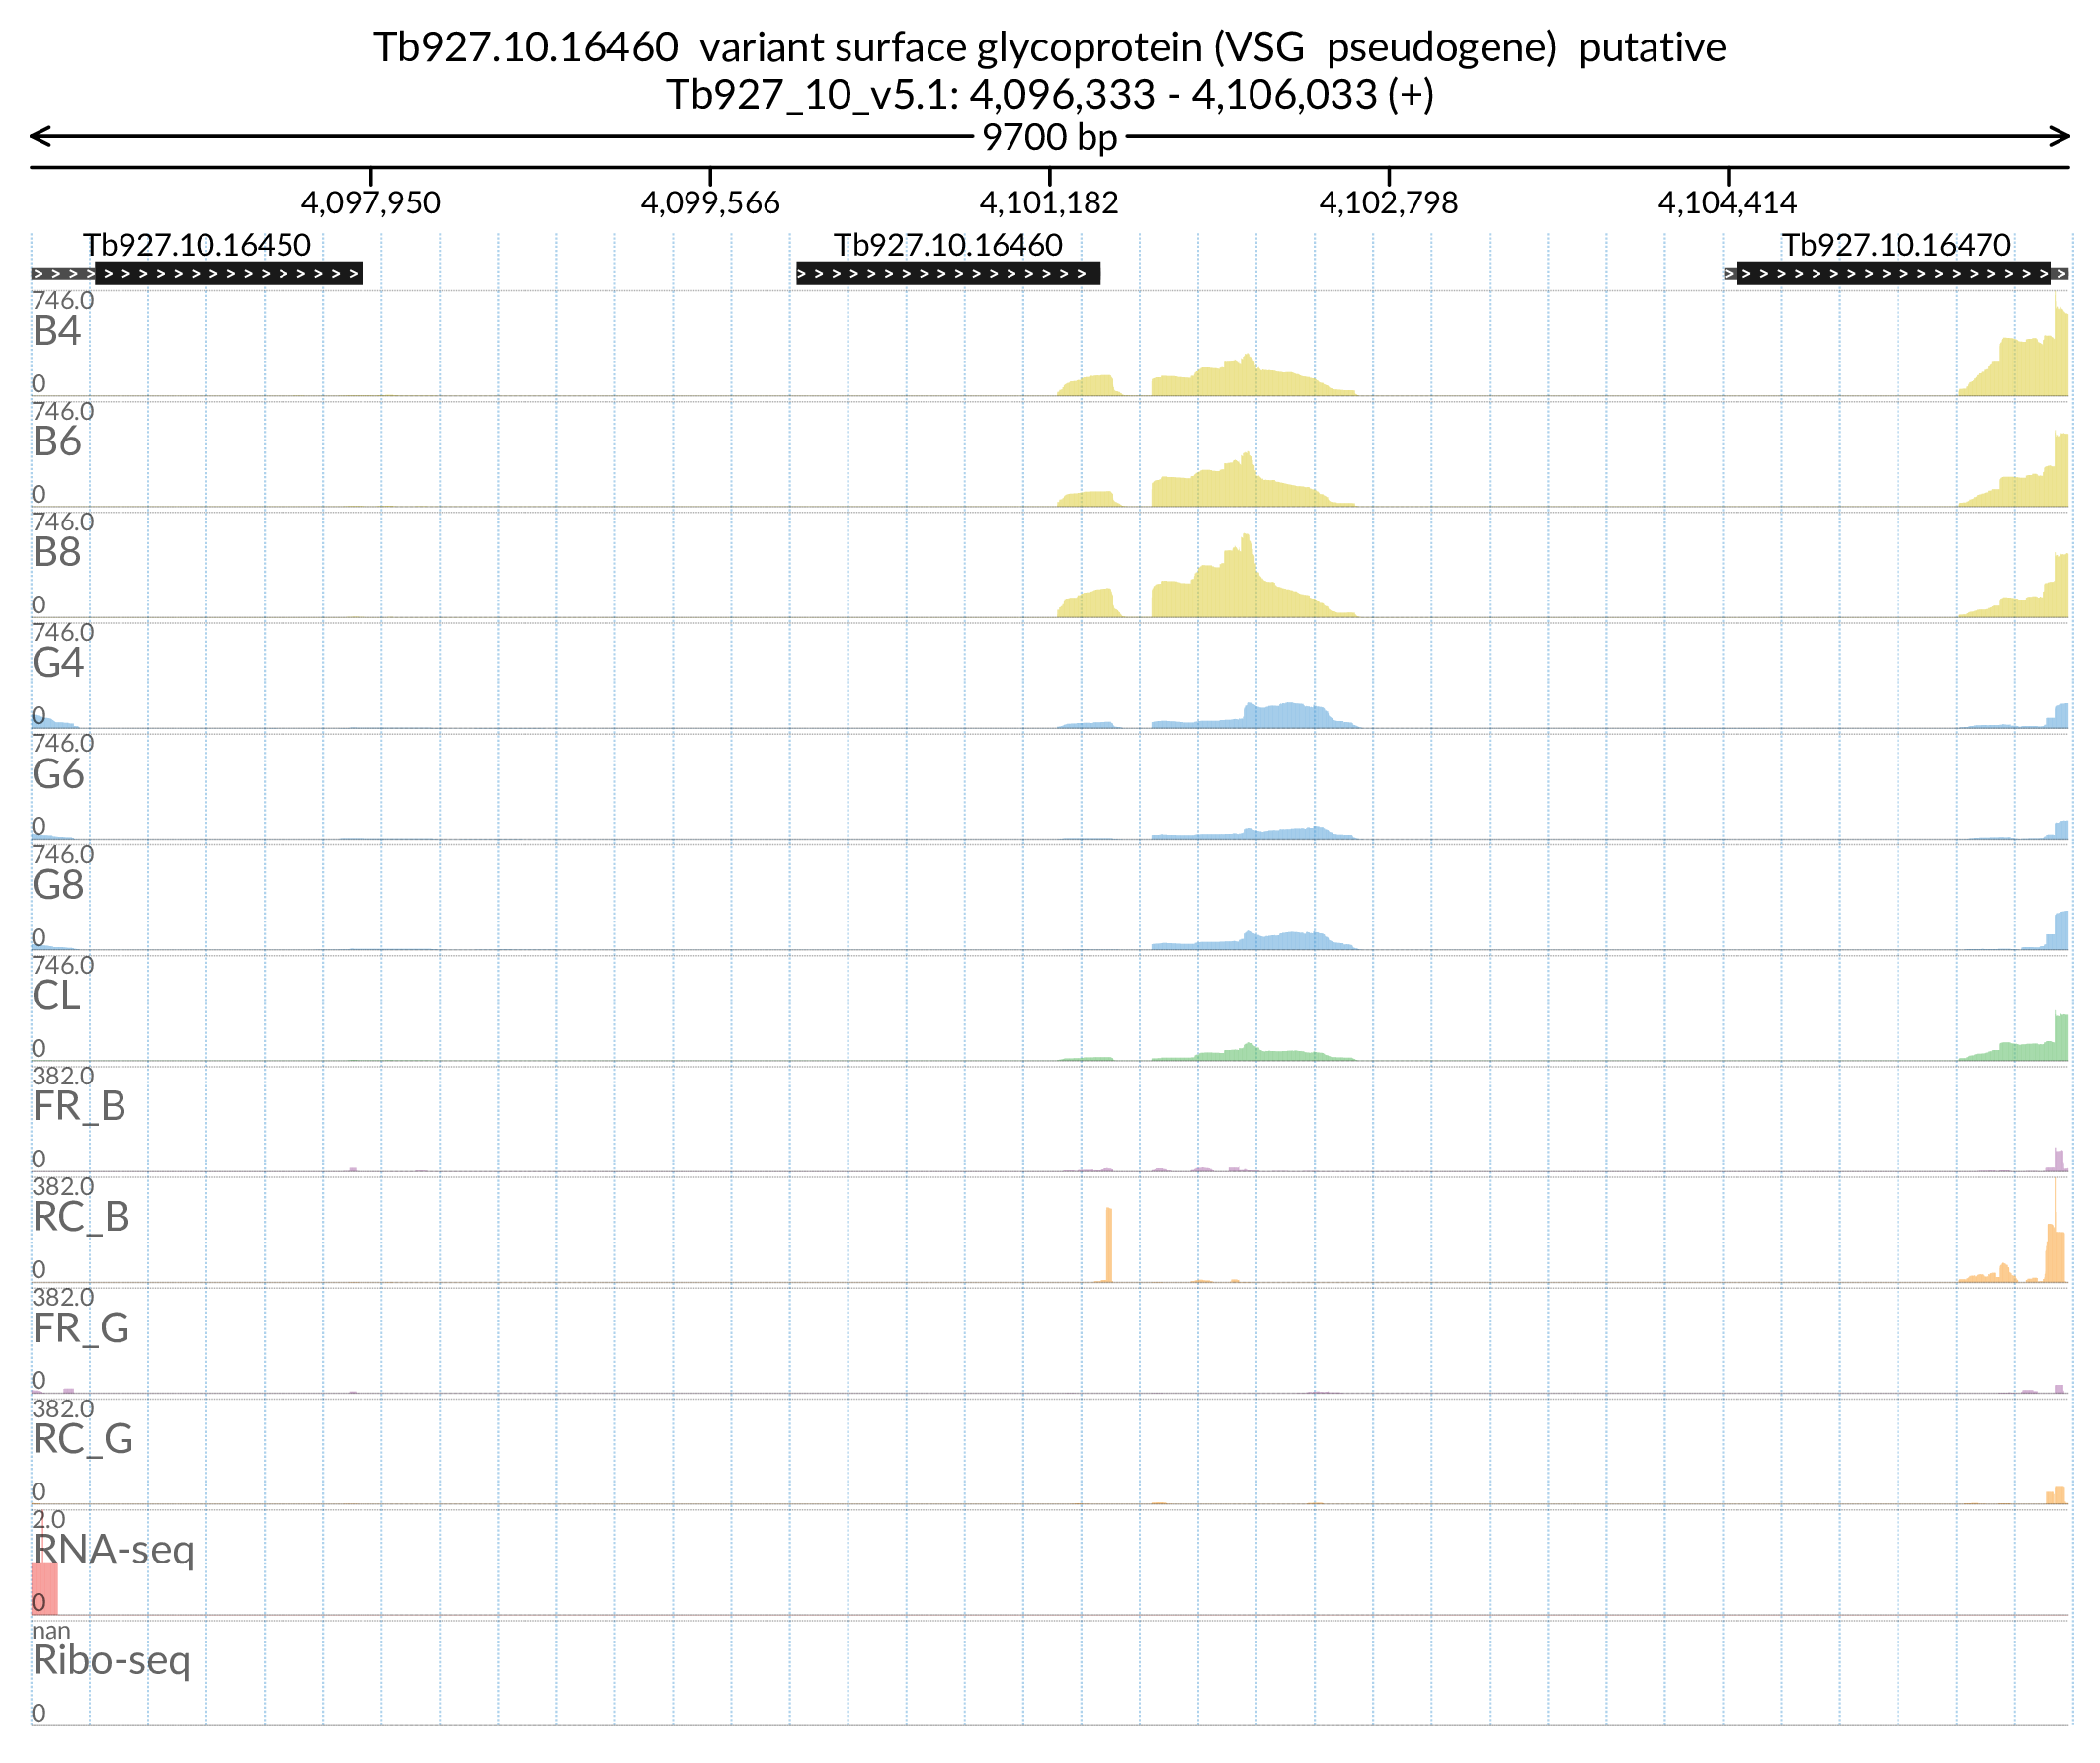 Tb927.10.16460  variant surface glycoprotein (VSG  pseudogene)  putative
Tb927_10_v5.1: 4,096,333 - 4,106,033 (+)
9700 bp
4,097,950 4,099,566 4,101,182 4,102,798 4,104,414
Tb927.10.16450 Tb927.10.16460 Tb927.10.16470
746.0
B4
0
746.0
B6
0
746.0
B8
0
746.0
G4
0
746.0
G6
0
746.0
G8
0
746.0
CL
0
382.0
FR_B
0
382.0
RC_B
0
382.0
FR_G
0
382.0
RC_G
0
2.0
RNA-seq
0
nan
Ribo-seq
0